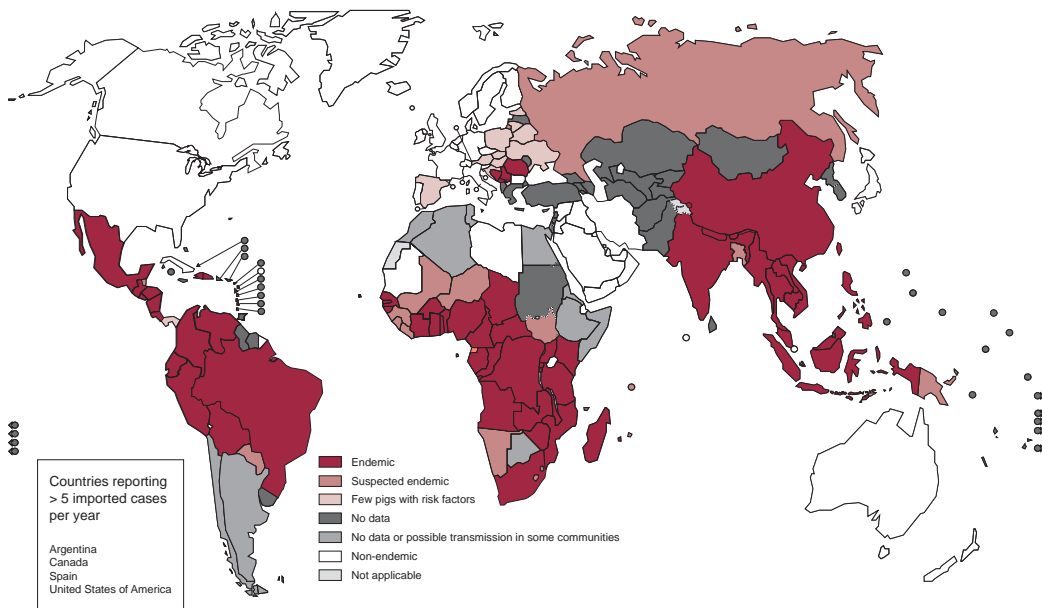 Countries reporting
> 5 imported cases
per year
Argentina
Canada
Spain
United States of America
Endemic
Suspected endemic
Few pigs with risk factors
No data
No data or possible transmission in some communities
Non-endemic
Not applicable